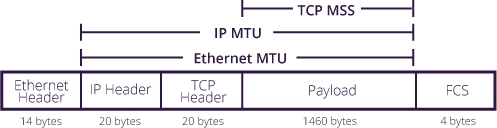 TCP MSS
IP MTU
Ethernet MTU
Ethernet
Header
IP Header
TCP
Header
Payload
FCS
14 bytes
20 bytes
20 bytes
1460 bytes
4 bytes